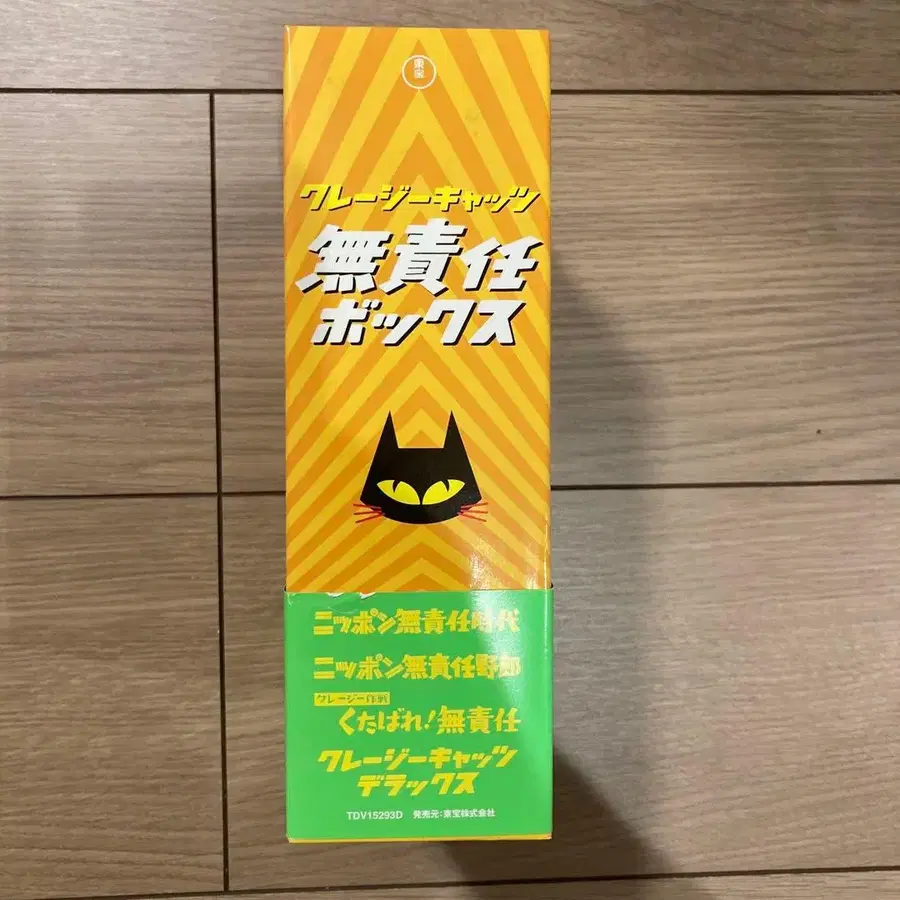 東宝
クレージーキャッツ
無責任
ボックス
ニッポン無責任時代
ニッポン無責任野郎
クレージー作戦
くたばれ!無責任
クレージーキャッツ
デラックス
TDV15293D 発売元:東宝株式会社